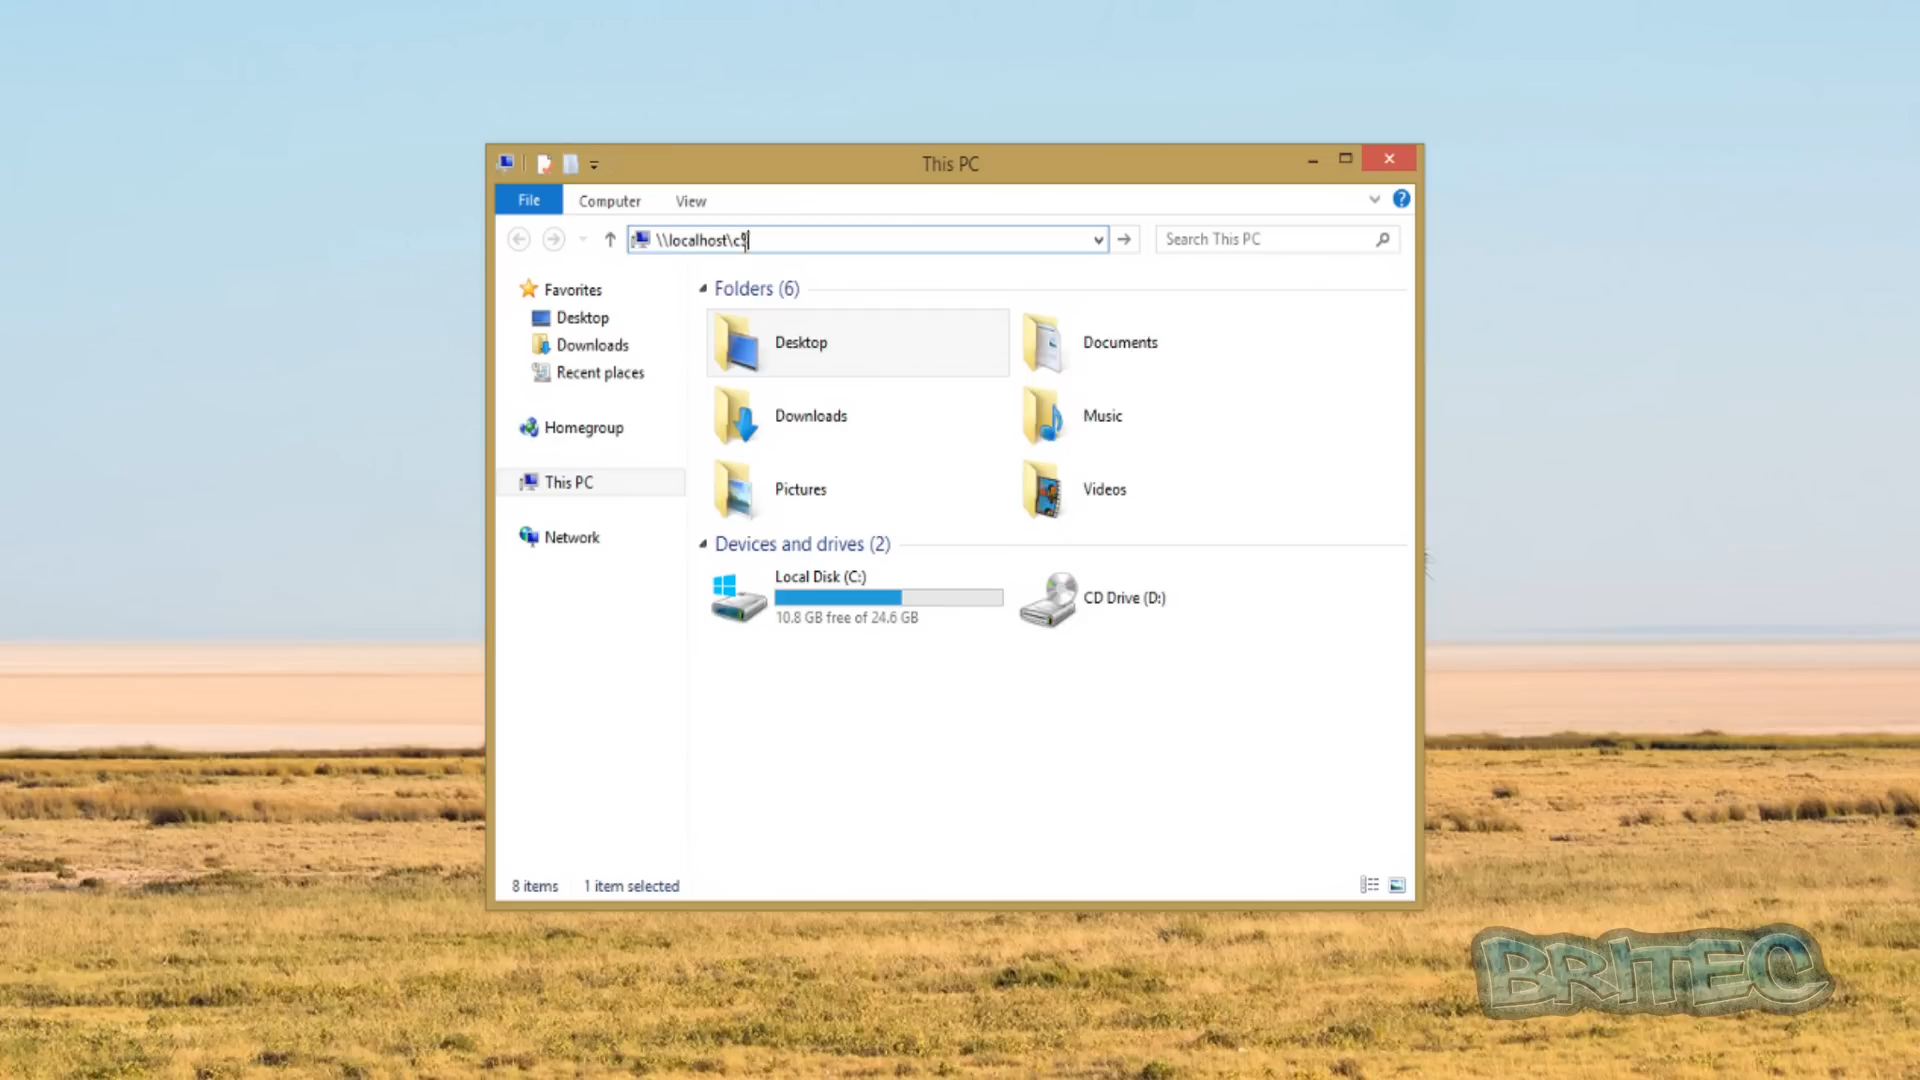 This PC
File
Computer
View
\\localhost\c$
Search This PC
Favorites
Desktop
Downloads
Recent places
Homegroup
This PC
Network
Folders (6)
Desktop
Documents
Downloads
Music
Pictures
Videos
Devices and drives (2)
Local Disk (C:)
10.8 GB free of 24.6 GB
CD Drive (D:)
8 items
1 item selected
BRITEC